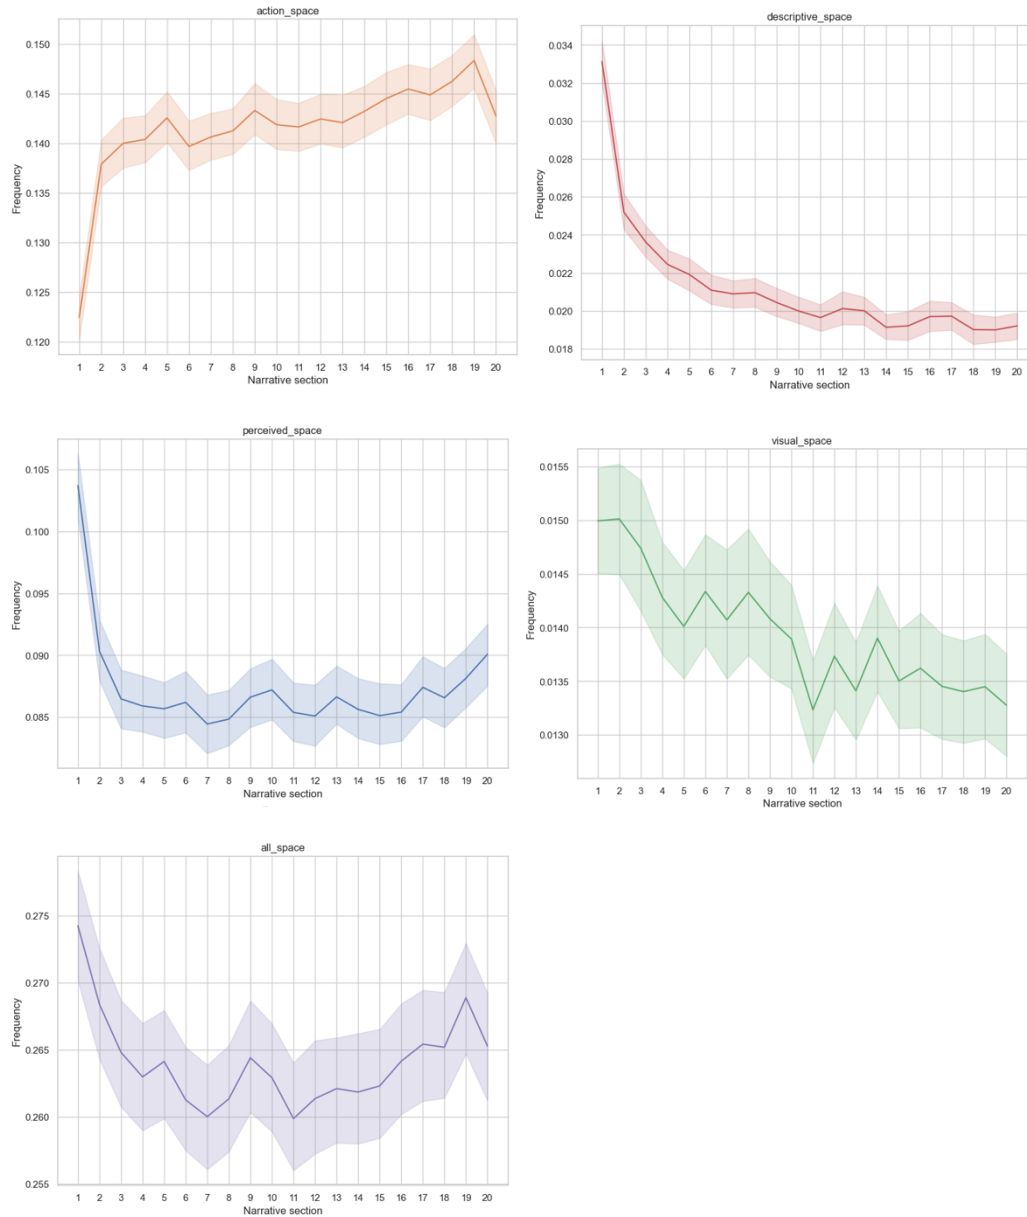 action_space
0.150
0.145
0.140
0.135
0.130
0.125
0.120
Frequency
1 2 3 4 5 6 7 8 9 10 11 12 13 14 15 16 17 18 19 20
Narrative section
descriptive_space
0.034
0.032
0.030
0.028
0.026
0.024
0.022
0.020
0.018
Frequency
1 2 3 4 5 6 7 8 9 10 11 12 13 14 15 16 17 18 19 20
Narrative section
perceived_space
0.105
0.100
0.095
0.090
0.085
Frequency
1 2 3 4 5 6 7 8 9 10 11 12 13 14 15 16 17 18 19 20
Narrative section
visual_space
0.0155
0.0150
0.0145
0.0140
0.0135
0.0130
Frequency
1 2 3 4 5 6 7 8 9 10 11 12 13 14 15 16 17 18 19 20
Narrative section
all_space
0.275
0.270
0.265
0.260
0.255
Frequency
1 2 3 4 5 6 7 8 9 10 11 12 13 14 15 16 17 18 19 20
Narrative section